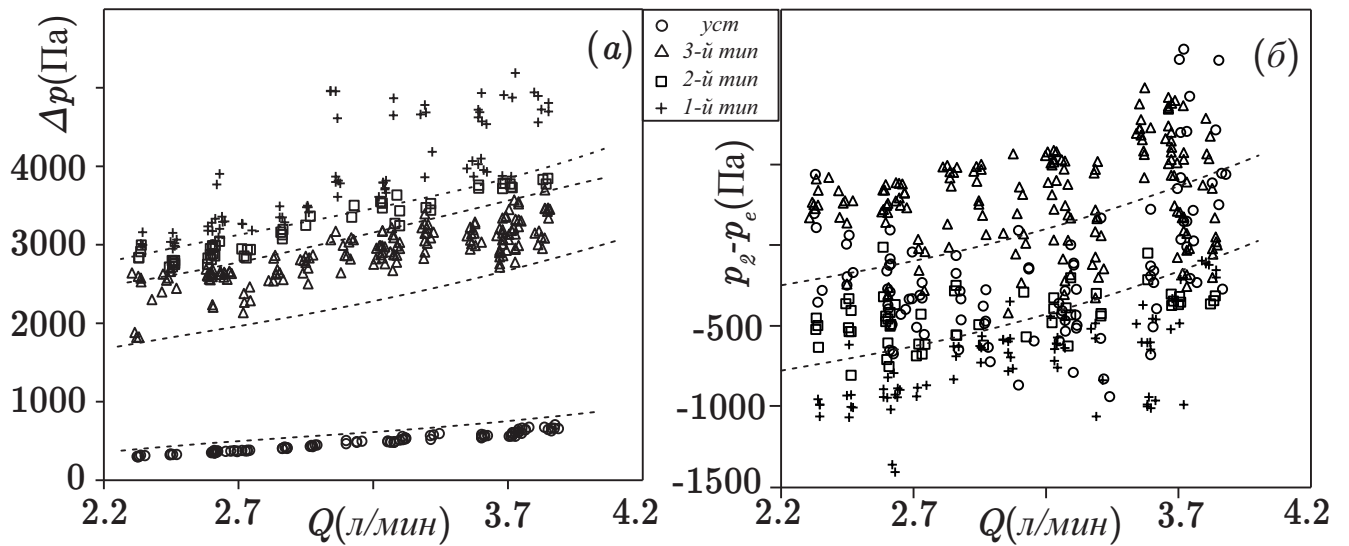 (а)
Δp(Па)
4000
3000
2000
1000
0
2.2
2.7
3.7
4.2
Q(л/мин)
уст
3-й тип
2-й тип
1-й тип
(б)
p₂-pₑ(Па)
-500
-1000
-1500
2.2
2.7
3.7
4.2
Q(л/мин)